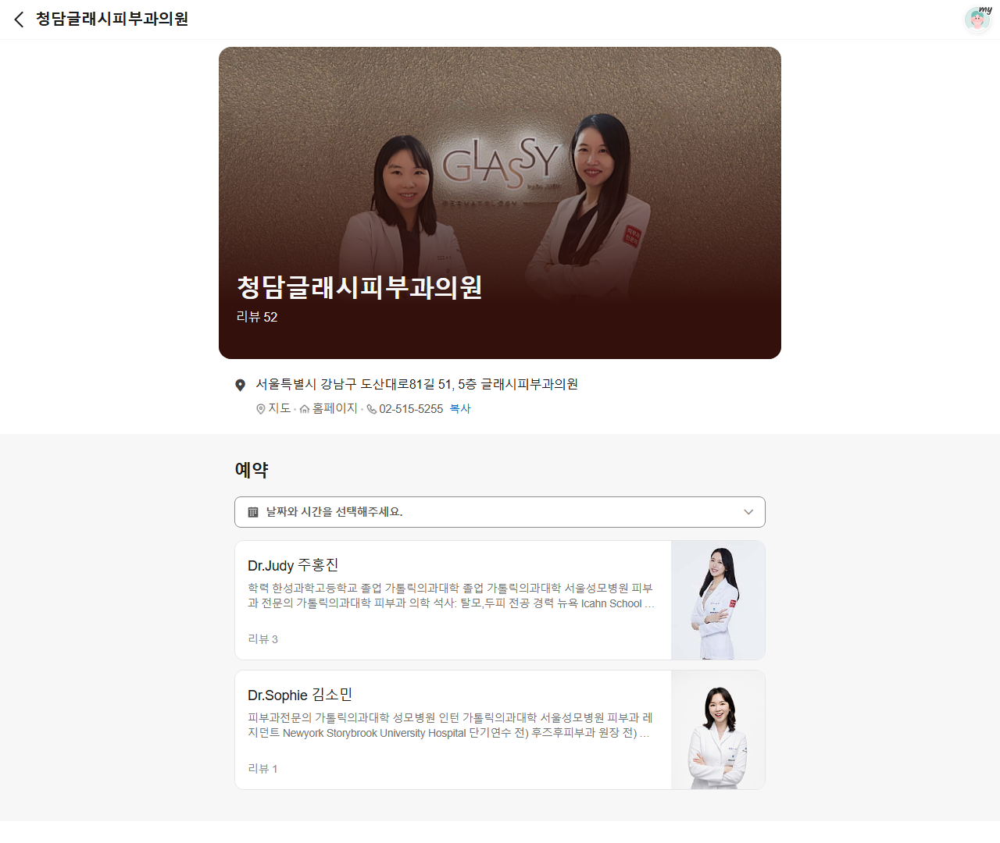 청담글래시피부과의원
my
GLASSY
DERMATOLOGY
피부과
전문의
청담글래시피부과의원
리뷰 52
서울특별시 강남구 도산대로81길 51, 5층 글래시피부과의원
지도 · 홈페이지 · 02-515-5255 복사
예약
날짜와 시간을 선택해주세요.
Dr.Judy 주홍진
학력 한성과학고등학교 졸업 가톨릭의과대학 졸업 가톨릭의과대학 서울성모병원 피부
과 전문의 가톨릭의과대학 피부과 의학 석사: 탈모,두피 전공 경력 뉴욕 Icahn School ...
리뷰 3
Dr.Sophie 김소민
피부과전문의 가톨릭의과대학 성모병원 인턴 가톨릭의과대학 서울성모병원 피부과 레
지던트 Newyork Storybrook University Hospital 단기연수 전) 후즈후피부과 원장 전) ...
리뷰 1